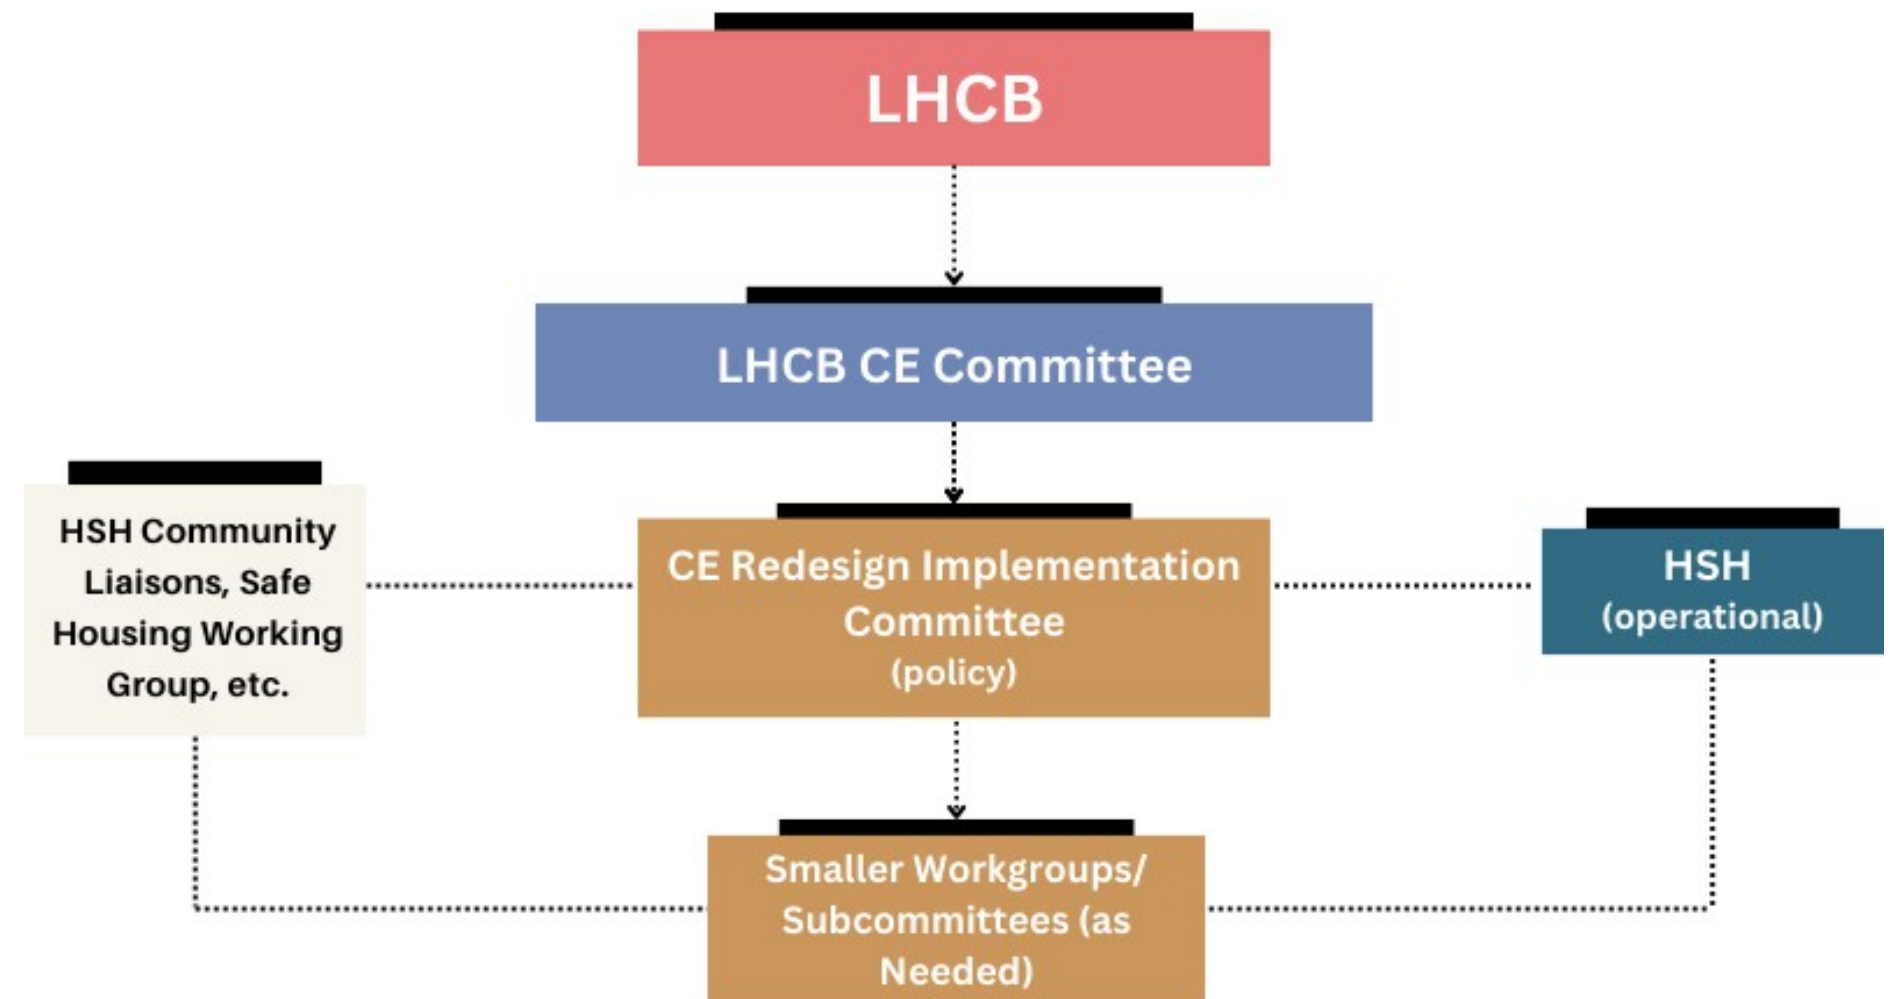 LHCB
LHCB CE Committee
HSH Community
Liaisons, Safe
Housing Working
Group, etc.
CE Redesign Implementation
Committee
(policy)
HSH
(operational)
Smaller Workgroups/
Subcommittees (as
Needed)